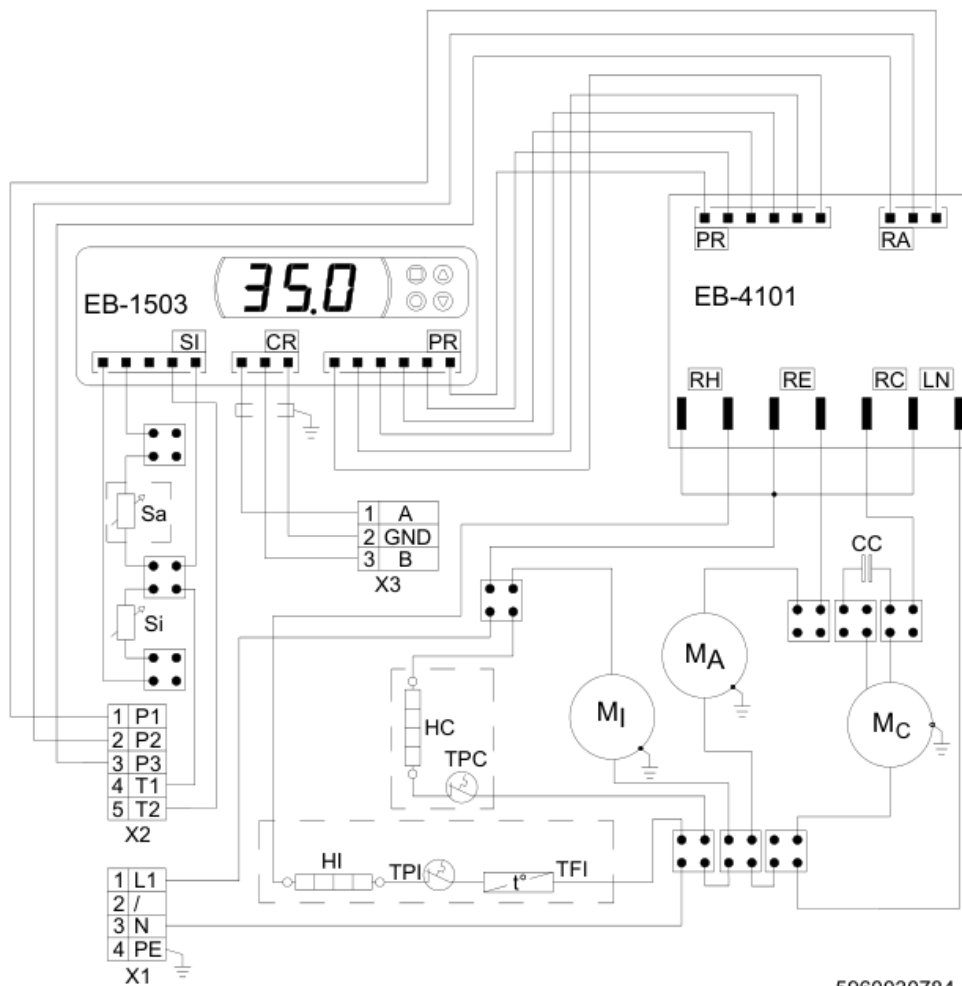 PR
RA
EB-4101
EB-1503
35.0
SI
CR
PR
RH
RE
RC
LN
Sa
1 A
2 GND
3 B
X3
CC
Si
MA
MI
MC
HC
TPC
1 P1
2 P2
3 P3
4 T1
5 T2
X2
HI
TPI
t°
TFI
1 L1
2 /
3 N
4 PE
X1